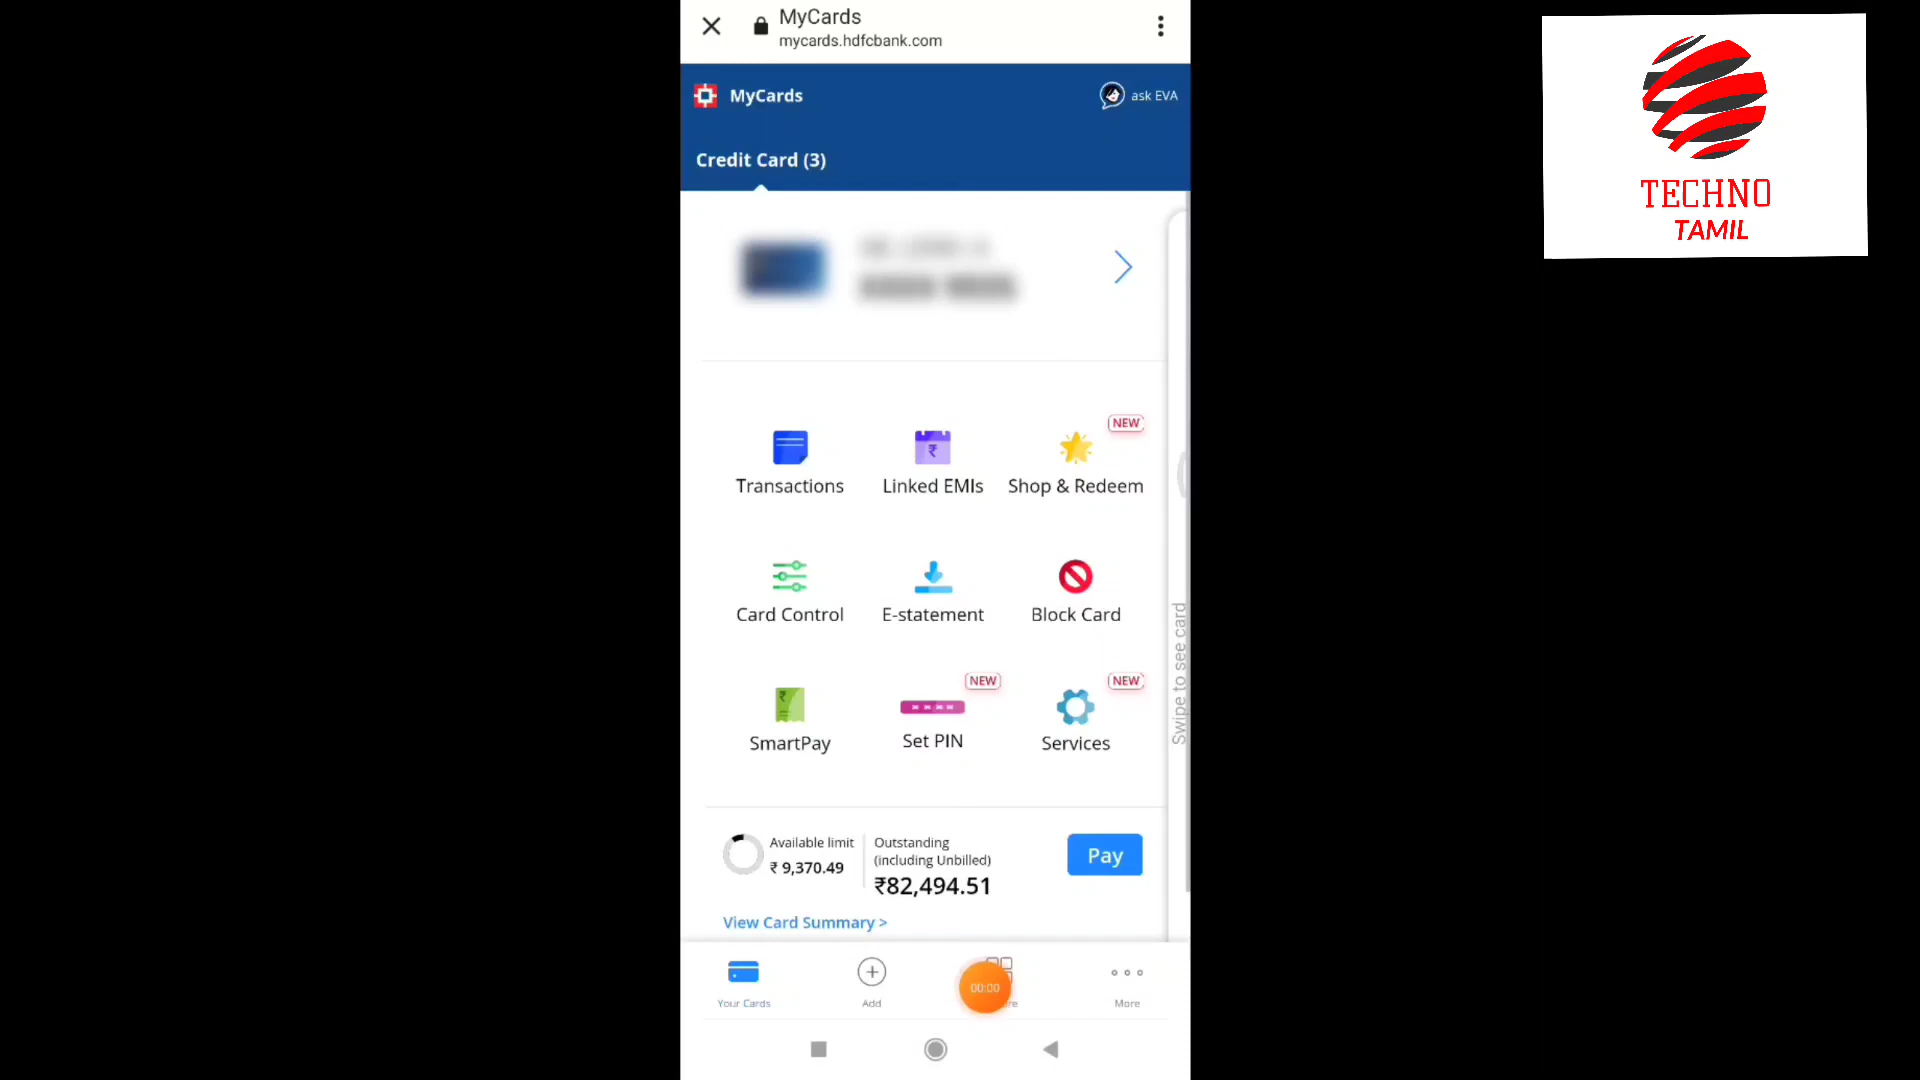 MyCards
mycards.hdfcbank.com
MyCards
ask EVA
Credit Card (3)
NEW
Transactions
Linked EMIs
Shop & Redeem
Card Control
E-statement
Block Card
NEW
NEW
SmartPay
Set PIN
Services
Swipe to see card
Available limit
₹ 9,370.49
Outstanding
(including Unbilled)
₹82,494.51
Pay
View Card Summary >
Your Cards
Add
00:00
More
TECHNO
TAMIL